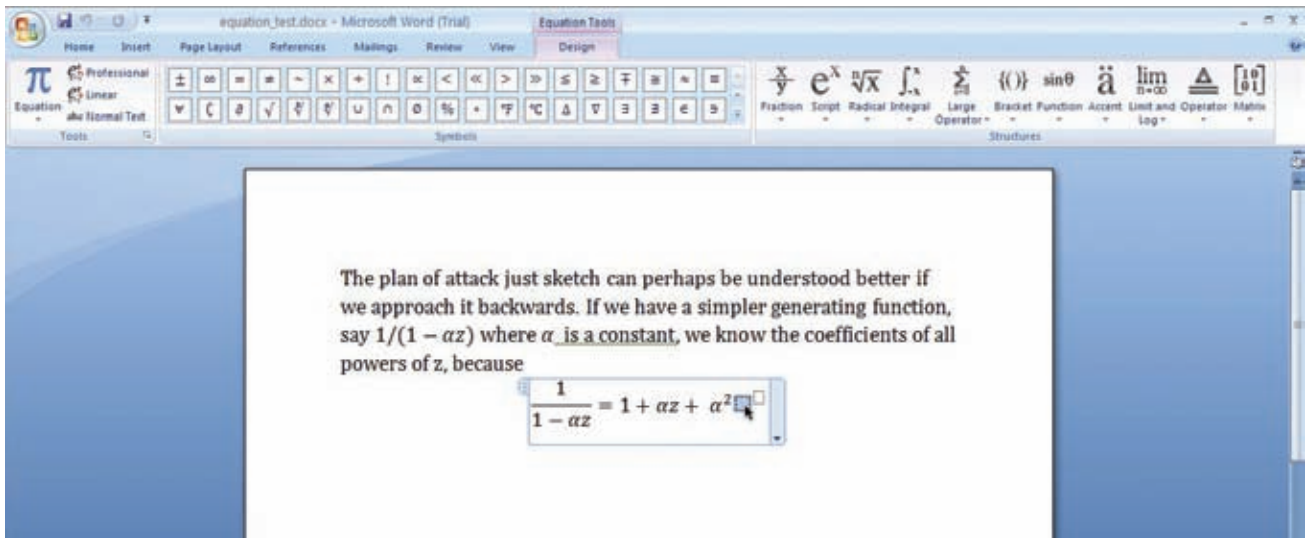 equation_test.docx - Microsoft Word (Trial)
Equation Tools
Home Insert Page Layout References Mailings Review View Design
π Professional
Linear
abc Normal Text
Equation
Tools
± ∞ = ≠ ~ × ÷ ! ∝ < ≪ > ≫ ≤ ≥ ∓ ≅ ≈ ≡
∀ ∁ ∂ √ ∛ ∜ ∪ ∩ ∅ % ° °F °C ∆ ∇ ∃ ∄ ∈ ∋
Symbols
x/y eˣ ⁿ√x sinθ ä lim n→∞
Fraction Script Radical Integral Large Operator Bracket Function Accent Limit and Log Operator Matrix
Structures
The plan of attack just sketch can perhaps be understood better if
we approach it backwards. If we have a simpler generating function,
say 1/(1 − αz) where α is a constant, we know the coefficients of all
powers of z, because
1/(1 − αz) = 1 + αz + α²